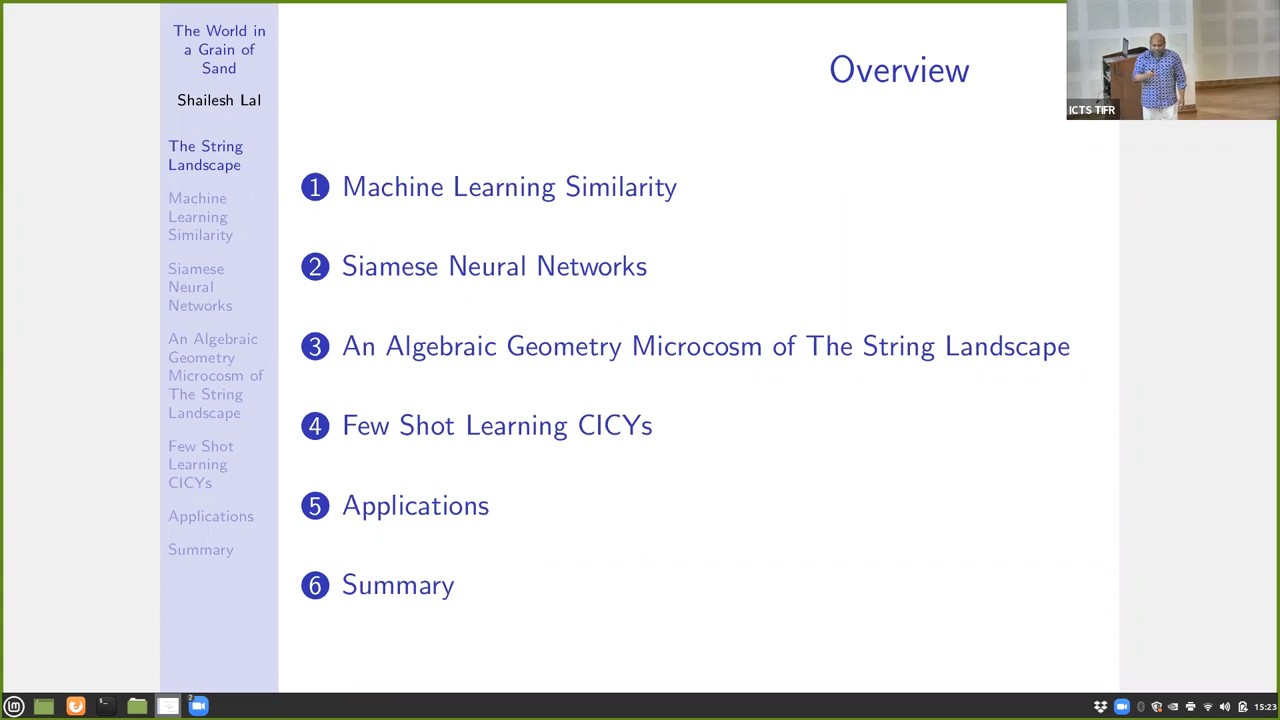 The World in
a Grain of
Sand
Shailesh Lal
The String
Landscape
Machine
Learning
Similarity
Siamese
Neural
Networks
An Algebraic
Geometry
Microcosm of
The String
Landscape
Few Shot
Learning
CICYs
Applications
Summary
Overview
1 Machine Learning Similarity
2 Siamese Neural Networks
3 An Algebraic Geometry Microcosm of The String Landscape
4 Few Shot Learning CICYs
5 Applications
6 Summary
ICTS TIFR
2
15:23